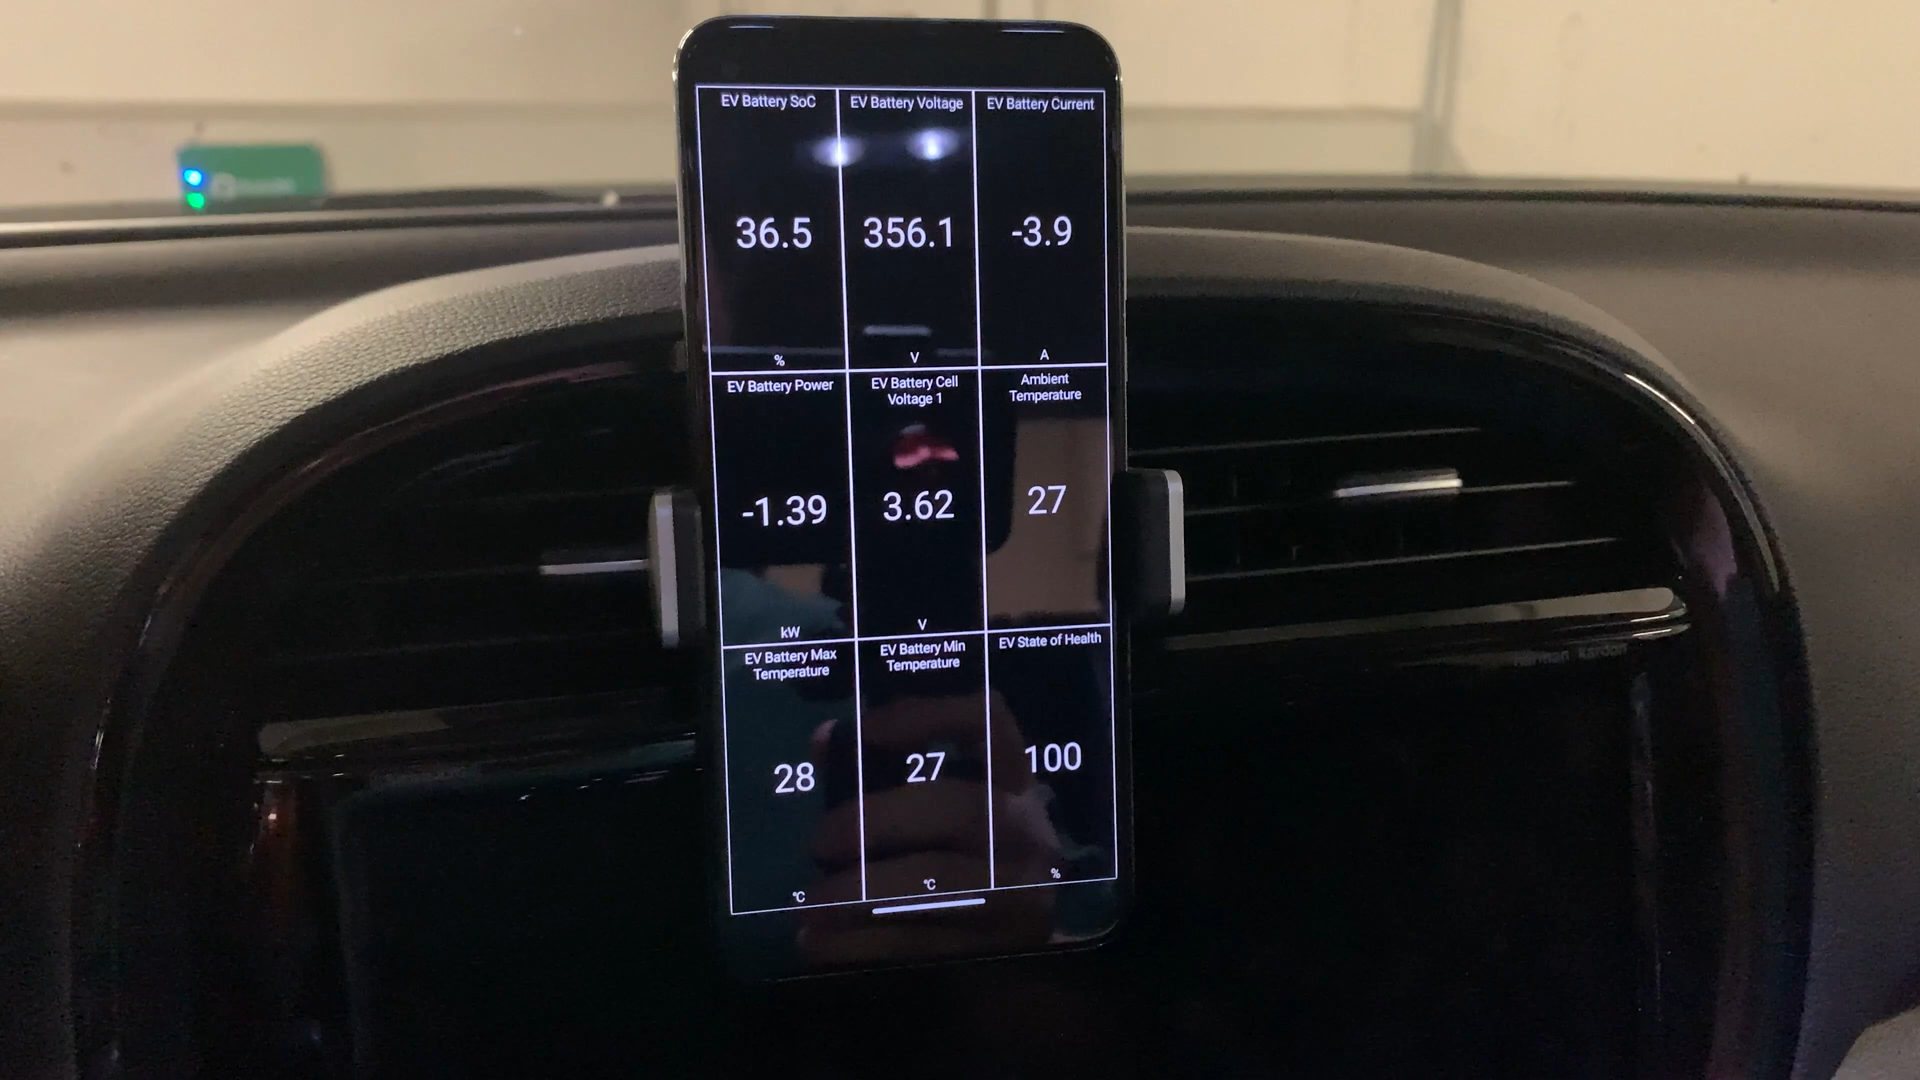 EV Battery SoC
36.5
%
EV Battery Voltage
356.1
V
EV Battery Current
-3.9
A
EV Battery Power
-1.39
kW
EV Battery Cell
Voltage 1
3.62
V
Ambient
Temperature
27
EV Battery Max
Temperature
28
°C
EV Battery Min
Temperature
27
°C
EV State of Health
100
%
harman kardon